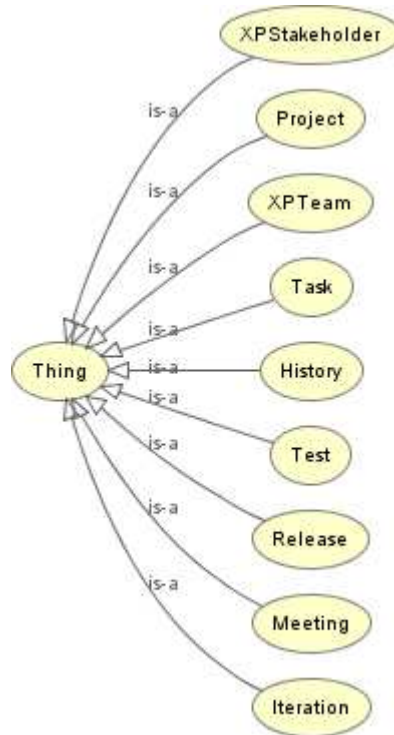 XPStakeholder
is-a
Project
is-a
XPTeam
is-a
Task
is-a
Thing
is-a
History
is-a
Test
is-a
Release
is-a
Meeting
is-a
Iteration